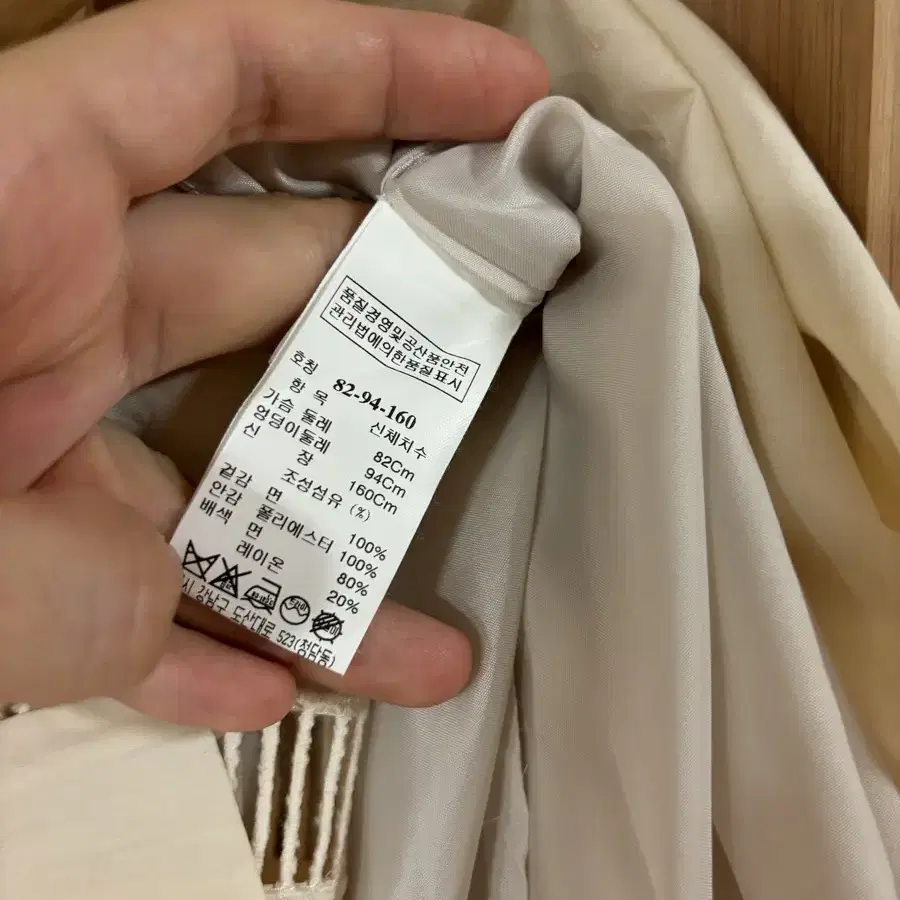 품질경영및공산품안전
관리법에의한품질표시
호칭 82-94-160
항 목 신체치수
가슴 둘레 82Cm
엉덩이둘레 94Cm
신 장 160Cm
조성섬유 (%)
겉감 면 100%
안감 폴리에스터 100%
배색 면 80%
레이온 20%
시 강남구 도산대로 523(청담동)